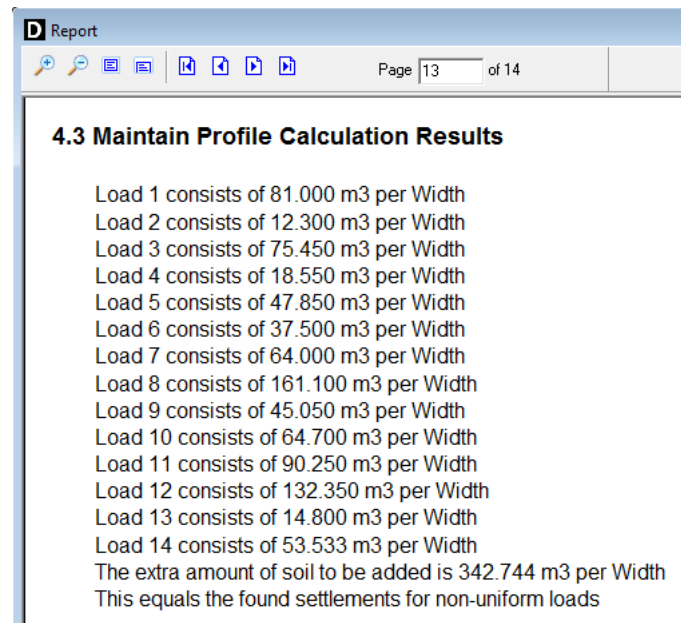 D Report
Page 13 of 14
4.3 Maintain Profile Calculation Results
Load 1 consists of 81.000 m3 per Width
Load 2 consists of 12.300 m3 per Width
Load 3 consists of 75.450 m3 per Width
Load 4 consists of 18.550 m3 per Width
Load 5 consists of 47.850 m3 per Width
Load 6 consists of 37.500 m3 per Width
Load 7 consists of 64.000 m3 per Width
Load 8 consists of 161.100 m3 per Width
Load 9 consists of 45.050 m3 per Width
Load 10 consists of 64.700 m3 per Width
Load 11 consists of 90.250 m3 per Width
Load 12 consists of 132.350 m3 per Width
Load 13 consists of 14.800 m3 per Width
Load 14 consists of 53.533 m3 per Width
The extra amount of soil to be added is 342.744 m3 per Width
This equals the found settlements for non-uniform loads